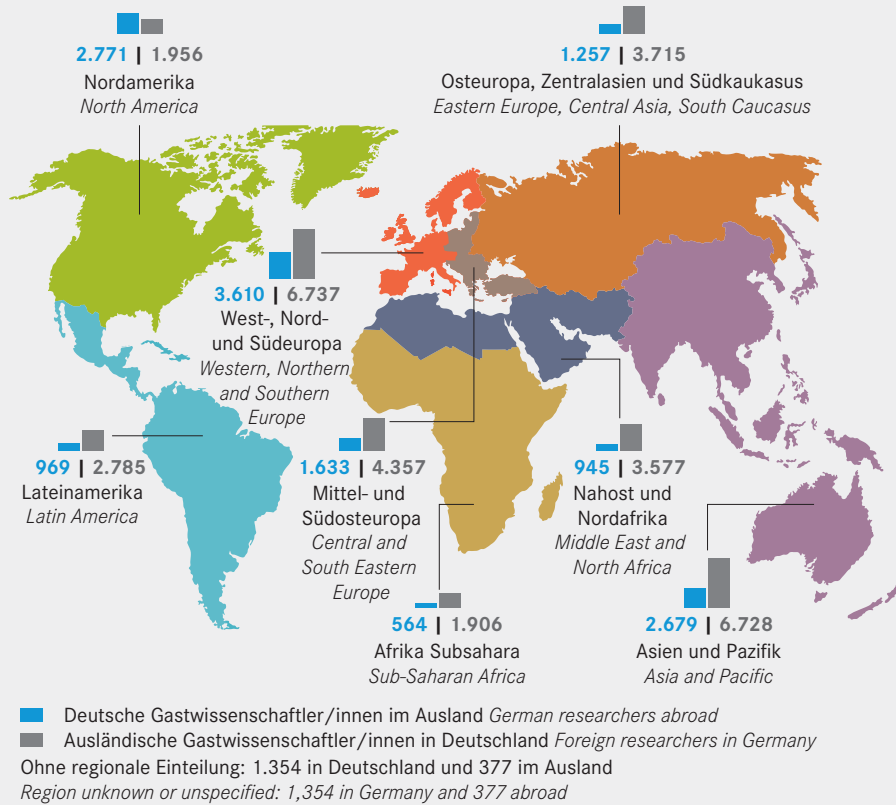 2.771 | 1.956
Nordamerika
North America
1.257 | 3.715
Osteuropa, Zentralasien und Südkaukasus
Eastern Europe, Central Asia, South Caucasus
3.610 | 6.737
West-, Nord-
und Südeuropa
Western, Northern
and Southern
Europe
969 | 2.785
Lateinamerika
Latin America
1.633 | 4.357
Mittel- und
Südosteuropa
Central and
South Eastern
Europe
945 | 3.577
Nahost und
Nordafrika
Middle East and
North Africa
564 | 1.906
Afrika Subsahara
Sub-Saharan Africa
2.679 | 6.728
Asien und Pazifik
Asia and Pacific
Deutsche Gastwissenschaftler/innen im Ausland German researchers abroad
Ausländische Gastwissenschaftler/innen in Deutschland Foreign researchers in Germany
Ohne regionale Einteilung: 1.354 in Deutschland und 377 im Ausland
Region unknown or unspecified: 1,354 in Germany and 377 abroad